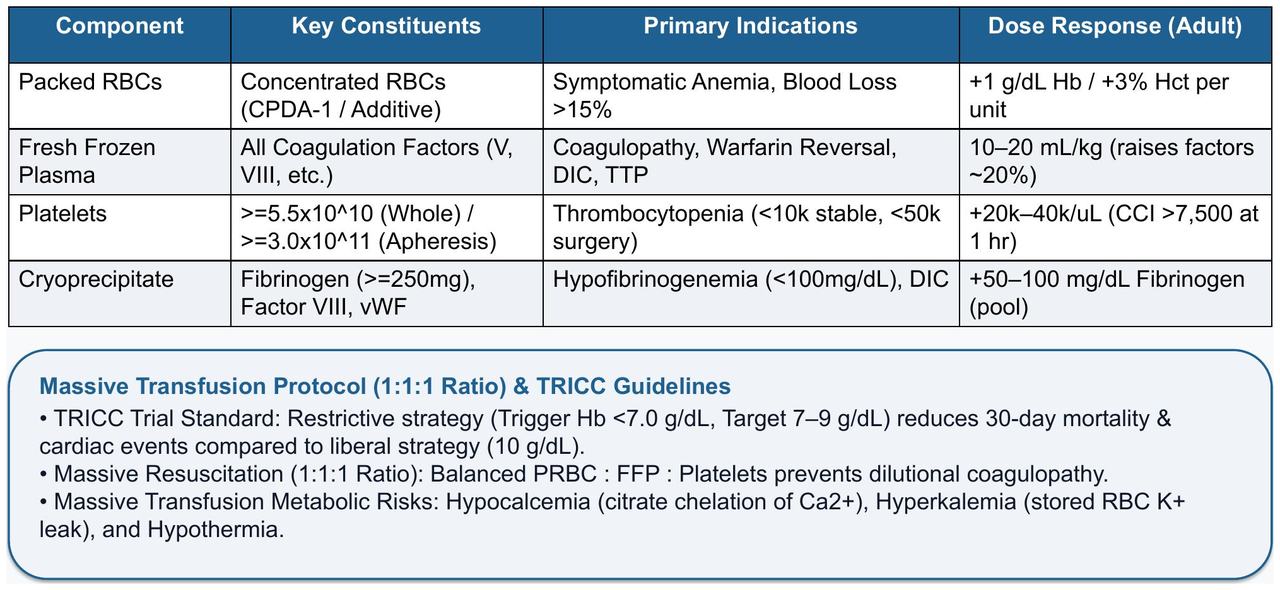 Component Key Constituents Primary Indications Dose Response (Adult)
Packed RBCs
Concentrated RBCs
(CPDA-1 / Additive)
Symptomatic Anemia, Blood Loss
>15%
+1 g/dL Hb / +3% Hct per
unit
Fresh Frozen
Plasma
All Coagulation Factors (V,
VIII, etc.)
Coagulopathy, Warfarin Reversal,
DIC, TTP
10–20 mL/kg (raises factors
~20%)
Platelets
>=5.5x10^10 (Whole) /
>=3.0x10^11 (Apheresis)
Thrombocytopenia (<10k stable, <50k
surgery)
+20k–40k/uL (CCI >7,500 at
1 hr)
Cryoprecipitate
Fibrinogen (>=250mg),
Factor VIII, vWF
Hypofibrinogenemia (<100mg/dL), DIC
+50–100 mg/dL Fibrinogen
(pool)
Massive Transfusion Protocol (1:1:1 Ratio) & TRICC Guidelines
• TRICC Trial Standard: Restrictive strategy (Trigger Hb <7.0 g/dL, Target 7–9 g/dL) reduces 30-day mortality &
cardiac events compared to liberal strategy (10 g/dL).
• Massive Resuscitation (1:1:1 Ratio): Balanced PRBC : FFP : Platelets prevents dilutional coagulopathy.
• Massive Transfusion Metabolic Risks: Hypocalcemia (citrate chelation of Ca2+), Hyperkalemia (stored RBC K+
leak), and Hypothermia.